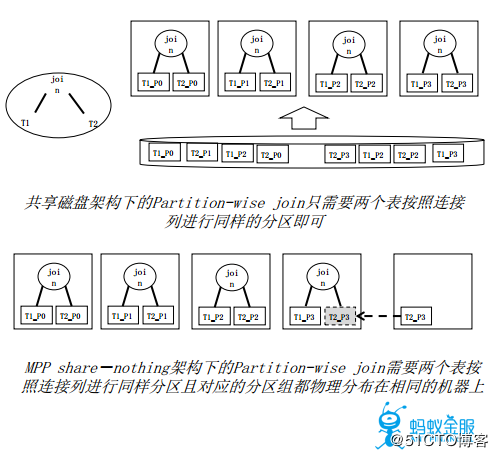 joi
n
T1
T2
joi
n
T1_P0 T2_P0
joi
n
T1_P1 T2_P1
joi
n
T1_P2 T2_P2
joi
n
T1_P3 T2_P3
T1_P0 T2_P1 T1_P2 T2_P0 T2_P3 T1_P2 T2_P2 T1_P3
共享磁盘架构下的Partition-wise join只需要两个表按照连接
列进行同样的分区即可
joi
n
T1_P0 T2_P0
joi
n
T1_P1 T2_P1
joi
n
T1_P2 T2_P2
joi
n
T1_P3 T2_P3
T2_P3
MPP share-nothing架构下的Partition-wise join需要两个表按
照连接列进行同样分区且对应的分区组都物理分布在相同的机器上
蚂蚁金服
@51CTO博客